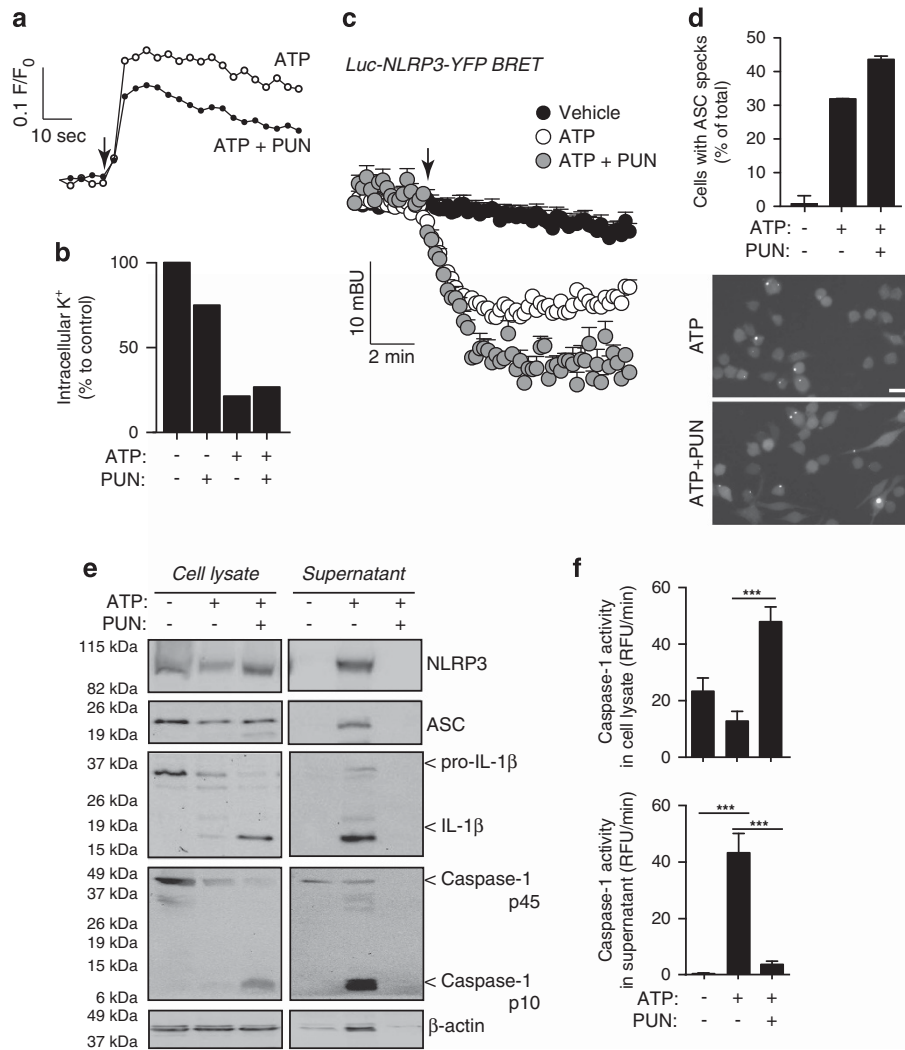 a
0.1 F/F0
10 sec
ATP
ATP + PUN
b
Intracellular K+
(% to control)
100
50
0
ATP: - - + +
PUN: - + - +
c
Luc-NLRP3-YFP BRET
Vehicle
ATP
ATP + PUN
10 mBU
2 min
d
Cells with ASC specks
(% of total)
50
40
30
20
10
0
ATP: - + +
PUN: - - +
ATP
ATP+PUN
e
Cell lysate Supernatant
ATP: - + + - + +
PUN: - - + - - +
115 kDa
NLRP3
82 kDa
26 kDa
ASC
19 kDa
37 kDa
< pro-IL-1β
26 kDa
19 kDa
< IL-1β
15 kDa
49 kDa
< Caspase-1
37 kDa
p45
26 kDa
19 kDa
15 kDa
< Caspase-1
6 kDa
p10
49 kDa
β-actin
37 kDa
f
Caspase-1 activity
in cell lysate (RFU/min)
60
40
20
0
***
Caspase-1 activity
in supernatant (RFU/min)
60
40
20
0
***
***
ATP: - + +
PUN: - - +